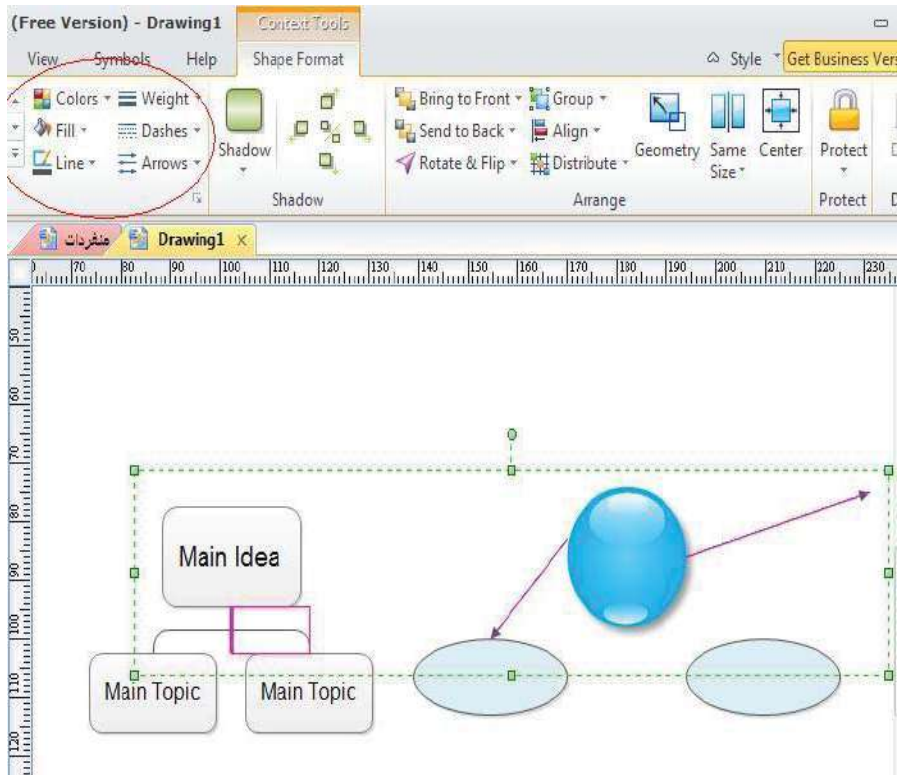 (Free Version) - Drawing1 Context Tools
View Symbols Help Shape Format Style Get Business Vers
Colors Weight Bring to Front Group
Fill Dashes Send to Back Align
Line Arrows Rotate & Flip Distribute
Shadow Geometry Same Size Center Protect
Shadow Arrange Protect
منفردات Drawing1
70 80 90 100 110 120 130 140 150 160 170 180 190 200 210 220 230
50
60
70
80
90
100
110
120
Main Idea
Main Topic Main Topic